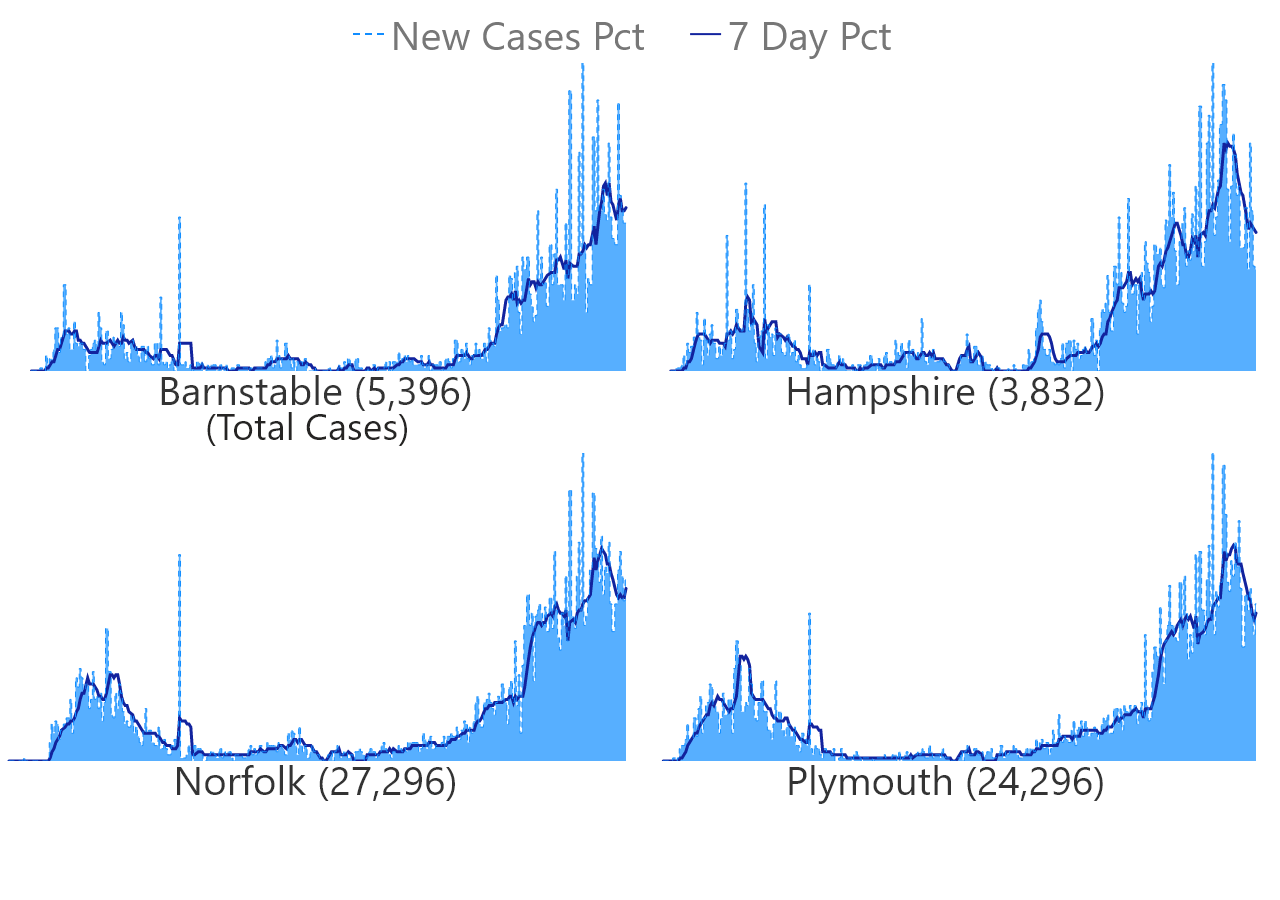 New Cases Pct 7 Day Pct
Barnstable (5,396)
(Total Cases)
Hampshire (3,832)
Norfolk (27,296)
Plymouth (24,296)